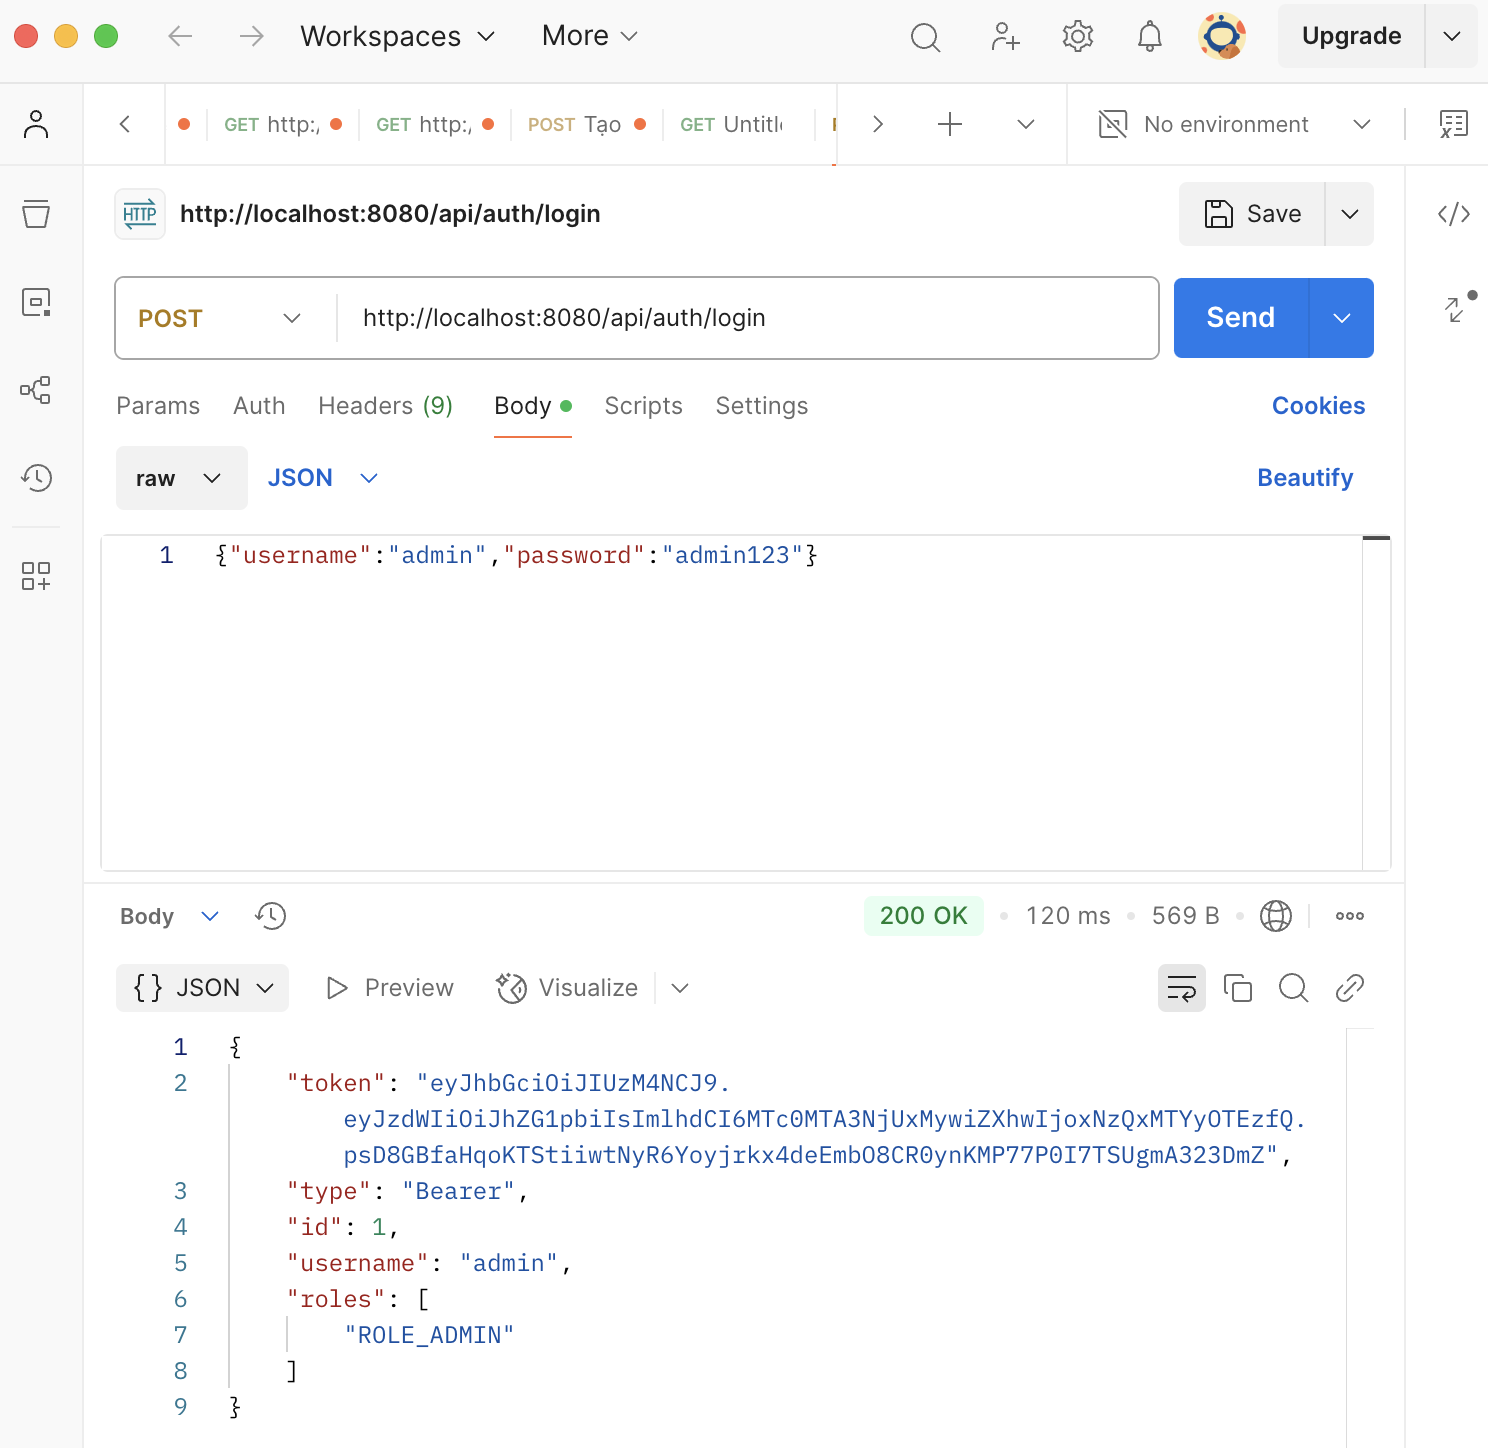 Workspaces More Upgrade
GET http:/ GET http:/ POST Tạo GET Untitl No environment
HTTP http://localhost:8080/api/auth/login Save
POST http://localhost:8080/api/auth/login Send
Params Auth Headers (9) Body Scripts Settings Cookies
raw JSON Beautify
1 {"username":"admin","password":"admin123"}
Body 200 OK 120 ms 569 B
{} JSON Preview Visualize
1 {
2 "token": "eyJhbGciOiJIUzM4NCJ9.
eyJzdWIiOiJhZG1pbiIsImlhdCI6MTc0MTA3NjUxMywiZXhwIjoxNzQxMTYyOTEzfQ.
psD8GBfaHqoKTStiiwtNyR6Yoyjrkx4deEmbO8CR0ynKMP77P0I7TSUgmA323DmZ",
3 "type": "Bearer",
4 "id": 1,
5 "username": "admin",
6 "roles": [
7 "ROLE_ADMIN"
8 ]
9 }